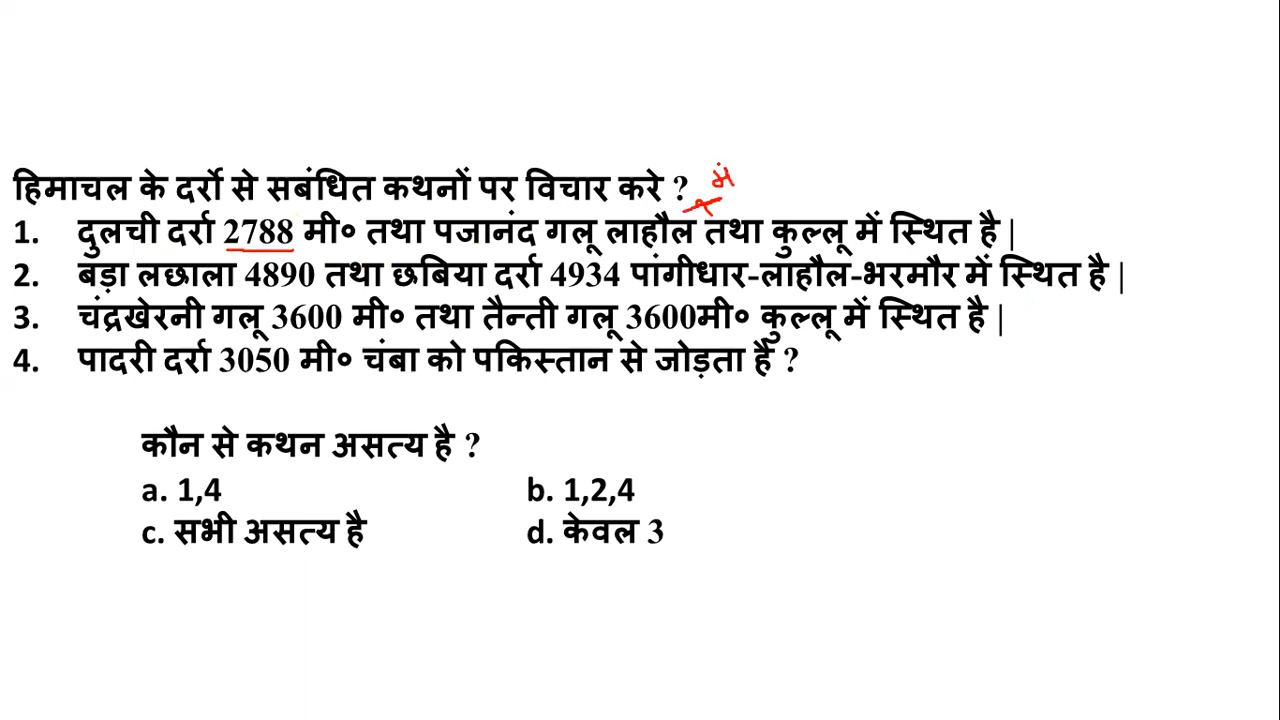 हिमाचल के दर्रो से सबंधित कथनों पर विचार करे ?
1. दुलची दर्रा 2788 मी० तथा पजानंद गलू लाहौल तथा कुल्लू में स्थित है |
2. बड़ा लछाला 4890 तथा छबिया दर्रा 4934 पांगीधार-लाहौल-भरमौर में स्थित है |
3. चंद्रखेरनी गलू 3600 मी० तथा तैन्ती गलू 3600मी० कुल्लू में स्थित है |
4. पादरी दर्रा 3050 मी० चंबा को पकिस्तान से जोड़ता है ?
कौन से कथन असत्य है ?
a. 1,4 b. 1,2,4
c. सभी असत्य है d. केवल 3